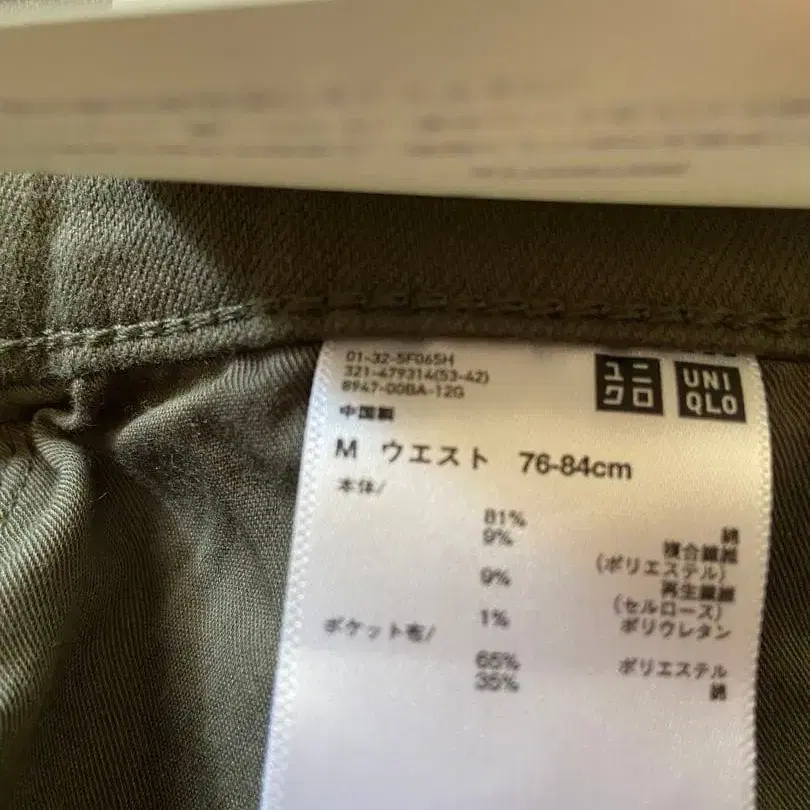 01-32-5F065H
321-479314(53-42)
8947-00BA-12G
ユニクロ
UNIQLO
中国製
M ウエスト 76-84cm
本体/
81% 綿
9% 複合繊維
(ポリエステル)
9% 再生繊維
(セルロース)
1% ポリウレタン
ポケット布/
65% ポリエステル
35% 綿